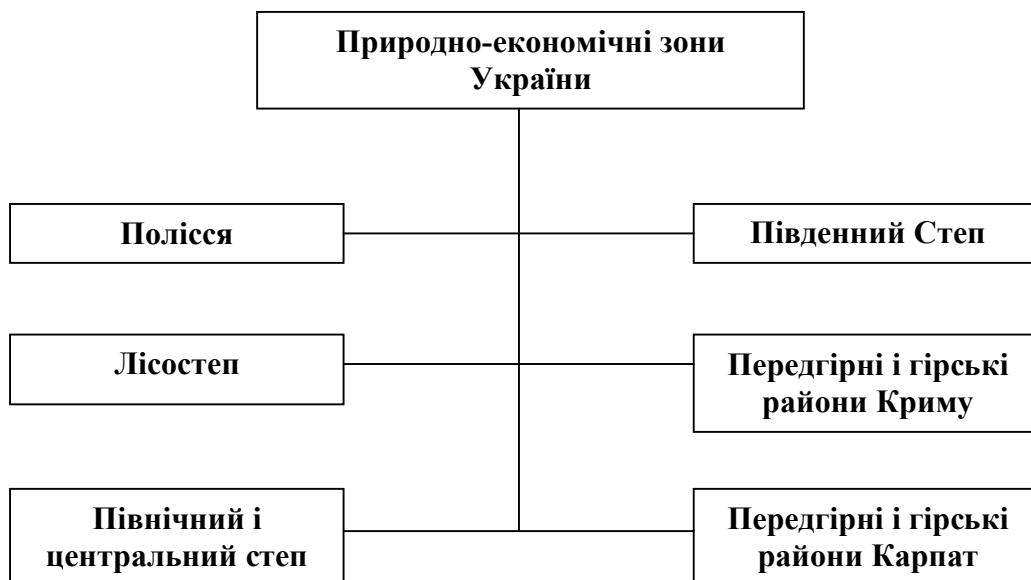 Природно-економічні зони
України
Полісся
Південний Степ
Лісостеп
Передгірні і гірські
райони Криму
Північний і
центральний степ
Передгірні і гірські
райони Карпат